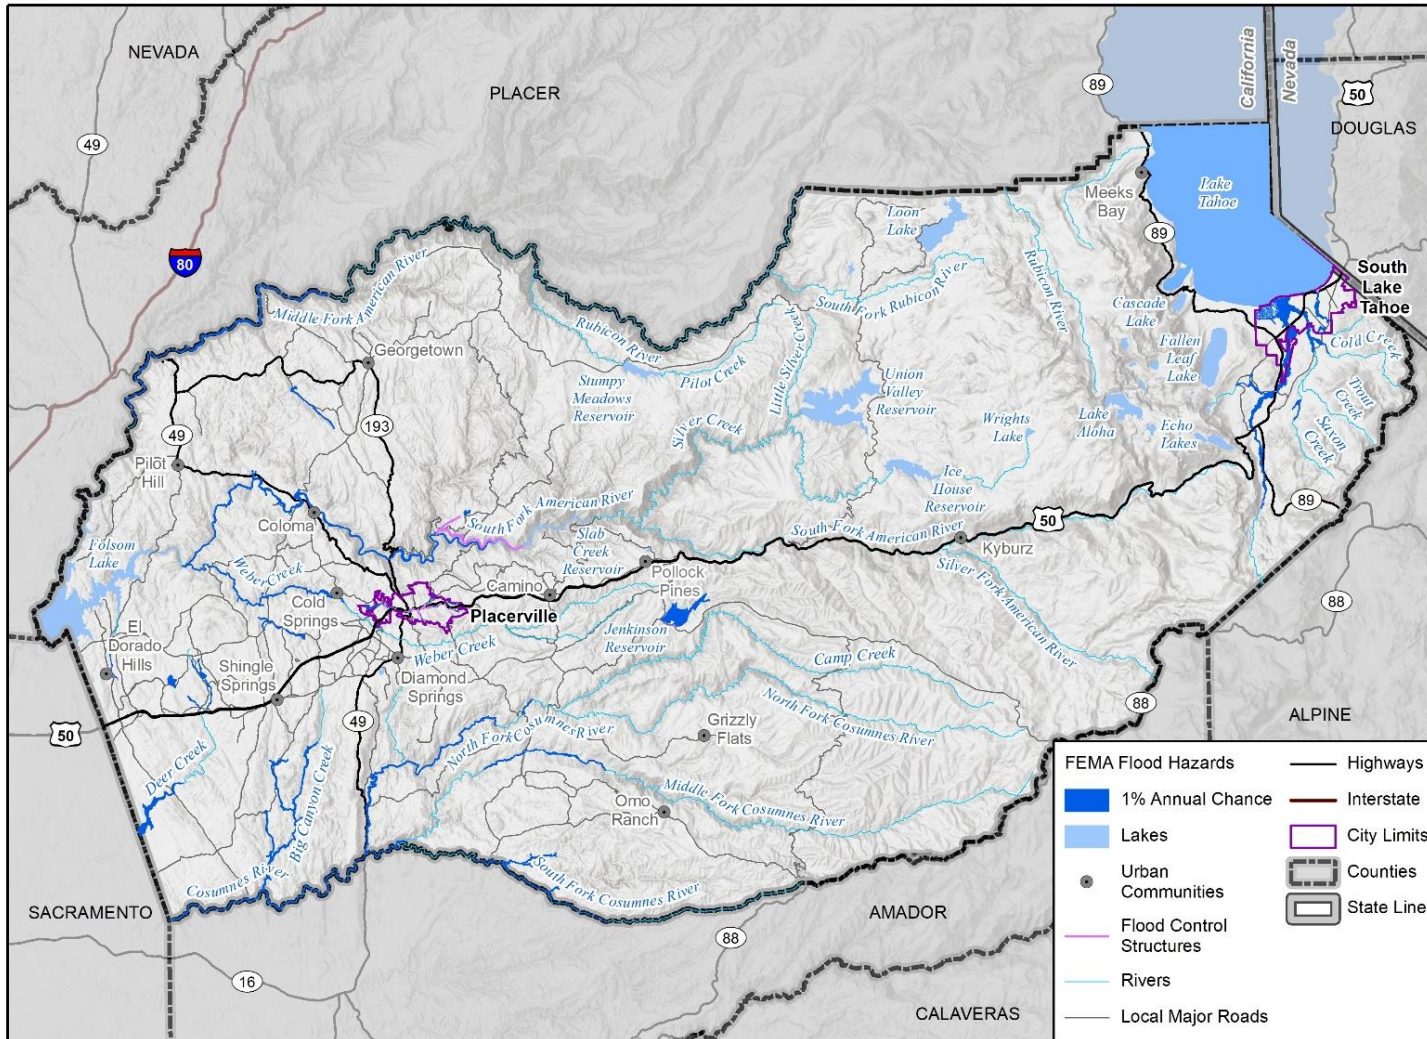 NEVADA
PLACER
89
California
Nevada
50
DOUGLAS
49
80
Meeks
Bay
Lake
Tahoe
Loon
Lake
89
South
Lake
Tahoe
Middle Fork American River
Rubicon River
South Fork Rubicon River
Rubicon River
Cascade
Lake
Cold Creek
Georgetown
Stumpy
Meadows
Reservoir
Pilot Creek
Little Silver Creek
Union
Valley
Reservoir
Fallen
Leaf
Lake
Trout
Creek
Saxon
Creek
49
193
Silver Creek
Wrights
Lake
Lake
Aloha
Echo
Lakes
Pilot
Hill
Ice
House
Reservoir
89
Coloma
South Fork American River
Slab
Creek
Reservoir
South Fork American River
50
Kyburz
Folsom
Lake
Weber Creek
Cold
Springs
Camino
Pollock
Pines
Silver Fork American River
88
Placerville
El
Dorado
Hills
Shingle
Springs
Weber Creek
Diamond
Springs
Jenkinson
Reservoir
Camp Creek
88
ALPINE
50
49
Deer Creek
North Fork Cosumnes River
Grizzly
Flats
North Fork Cosumnes River
Big Canyon Creek
Omo
Ranch
Middle Fork Cosumnes River
Cosumnes River
South Fork Cosumnes River
SACRAMENTO
AMADOR
88
16
CALAVERAS
FEMA Flood Hazards
1% Annual Chance
Lakes
Urban
Communities
Flood Control
Structures
Rivers
Local Major Roads
Highways
Interstate
City Limits
Counties
State Line